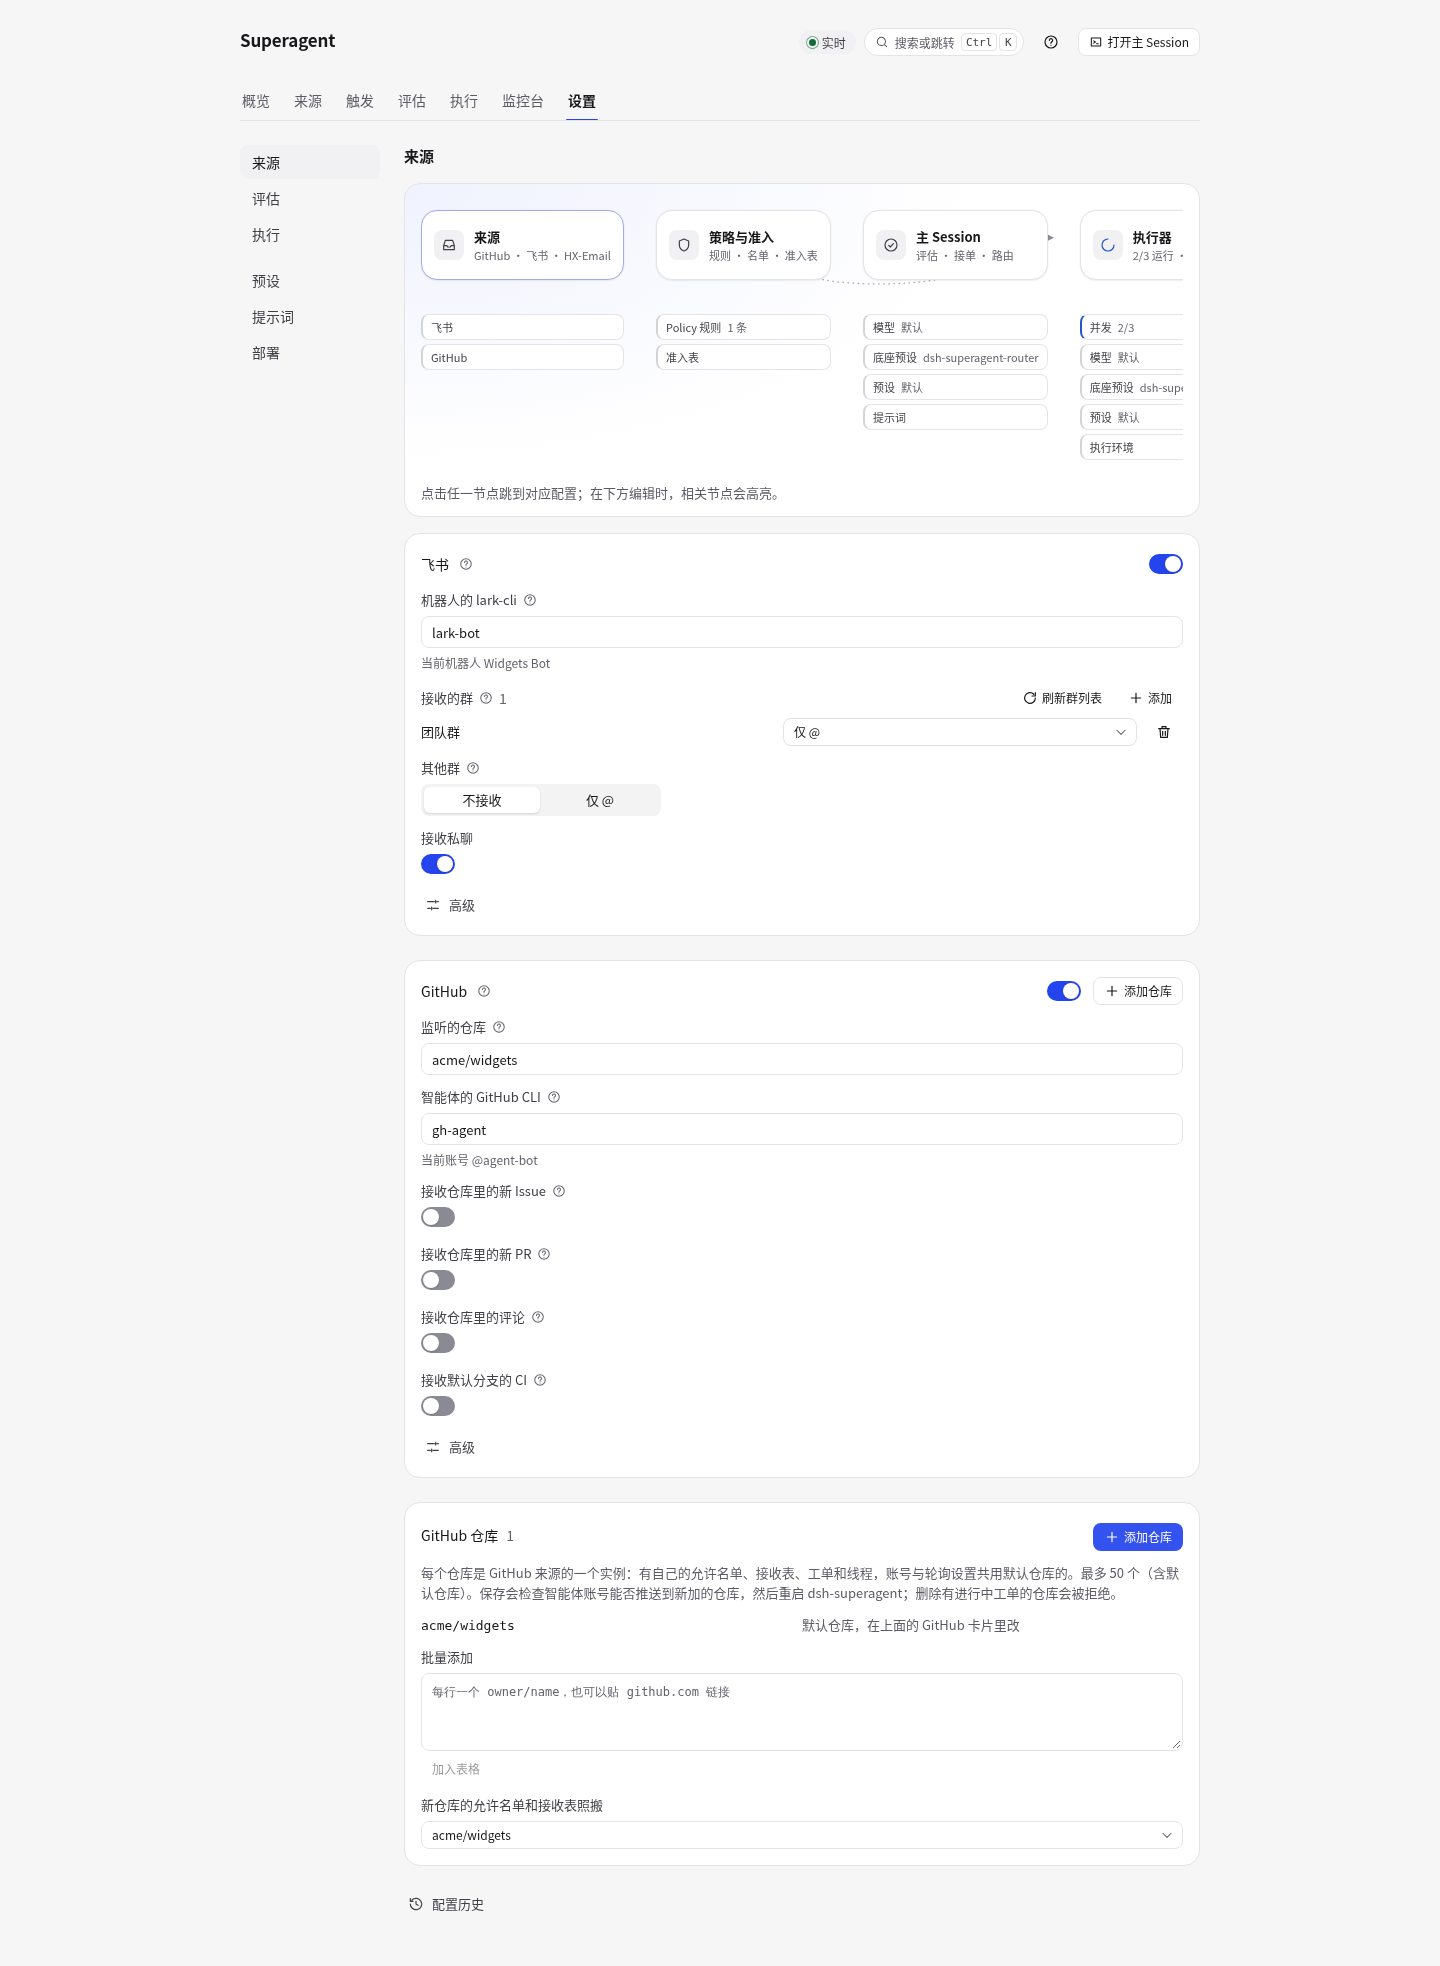 Superagent
实时
搜索或跳转 Ctrl K
打开主 Session
概览 来源 触发 评估 执行 监控台 设置
来源
评估
执行
预设
提示词
部署
来源
来源
GitHub · 飞书 · HX-Email
策略与准入
规则 · 名单 · 准入表
主 Session
评估 · 接单 · 路由
执行器
2/3 运行 ·
飞书
GitHub
Policy 规则 1 条
准入表
模型 默认
底座预设 dsh-superagent-router
预设 默认
提示词
并发 2/3
模型 默认
底座预设 dsh-supe
预设 默认
执行环境
点击任一节点跳到对应配置；在下方编辑时，相关节点会高亮。
飞书
机器人的 lark-cli
lark-bot
当前机器人 Widgets Bot
接收的群 1
刷新群列表
添加
团队群
仅 @
其他群
不接收 仅 @
接收私聊
高级
GitHub
添加仓库
监听的仓库
acme/widgets
智能体的 GitHub CLI
gh-agent
当前账号 @agent-bot
接收仓库里的新 Issue
接收仓库里的新 PR
接收仓库里的评论
接收默认分支的 CI
高级
GitHub 仓库 1
添加仓库
每个仓库是 GitHub 来源的一个实例：有自己的允许名单、接收表、工单和线程，账号与轮询设置共用默认仓库的。最多 50 个（含默
认仓库）。保存会检查智能体账号能否推送到新加的仓库，然后重启 dsh-superagent；删除有进行中工单的仓库会被拒绝。
acme/widgets
默认仓库，在上面的 GitHub 卡片里改
批量添加
每行一个 owner/name，也可以贴 github.com 链接
加入表格
新仓库的允许名单和接收表照搬
acme/widgets
配置历史